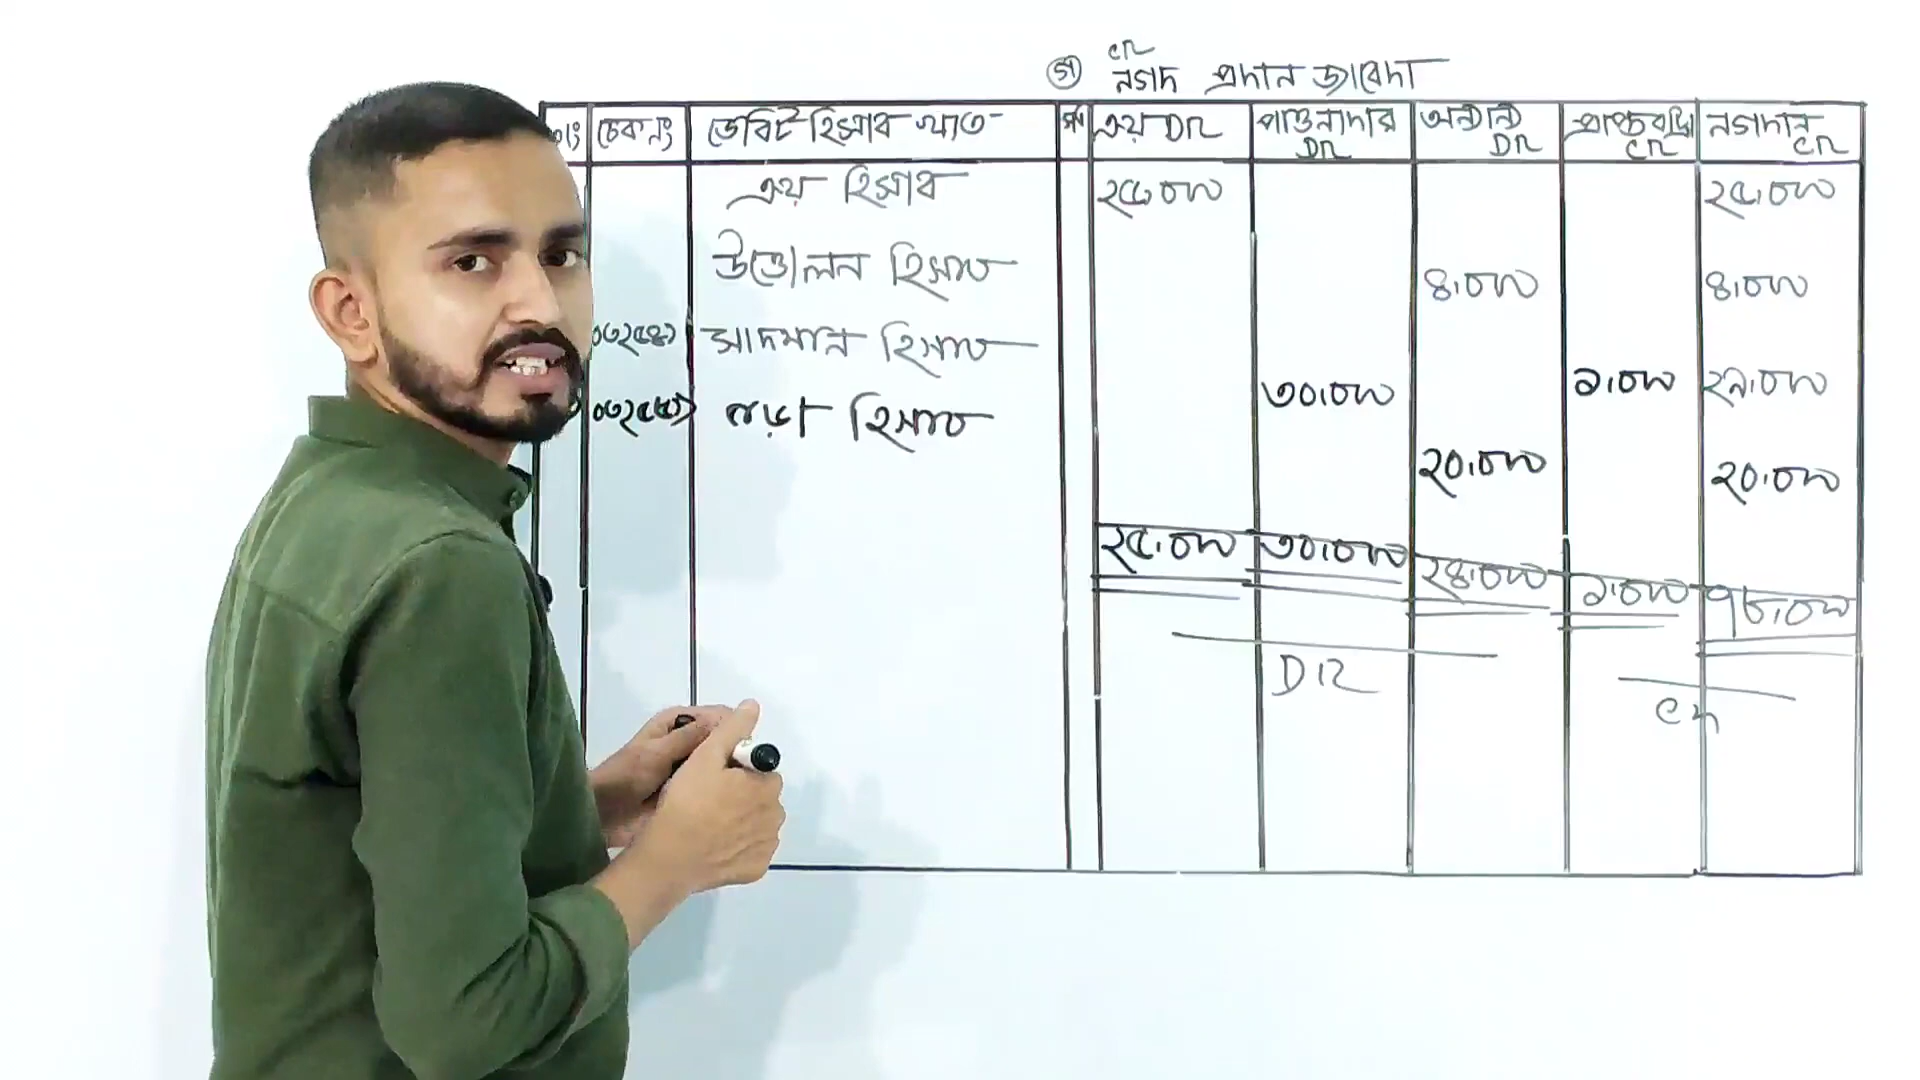 গ CR
নগদ প্রদান জাবেদা
তাং চেক নং ডেবিট হিসাব খাত ক্রয় DR পাওনাদার DR অন্যান্য DR প্রাপ্ত বাট্টা CR নগদান CR
ক্রয় হিসাব ২৫,০০০ ২৫,০০০
উত্তোলন হিসাব ৪,০০০ ৪,০০০
০৩২৫৪১ সাদমান হিসাব ৩০,০০০ ১,০০০ ২৯,০০০
ভাড়া হিসাব ২০,০০০ ২০,০০০
২৫,০০০ ৩০,০০০ ২৪,০০০ ১,০০০ ৭৮,০০০
DR CR